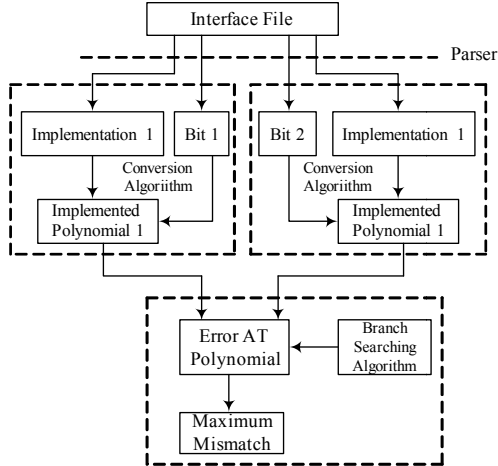 Interface File
Parser
Implementation 1
Bit 1
Bit 2
Implementation 1
Conversion
Algoriithm
Conversion
Algoriithm
Implemented
Polynomial 1
Implemented
Polynomial 1
Error AT
Polynomial
Branch
Searching
Algorithm
Maximum
Mismatch